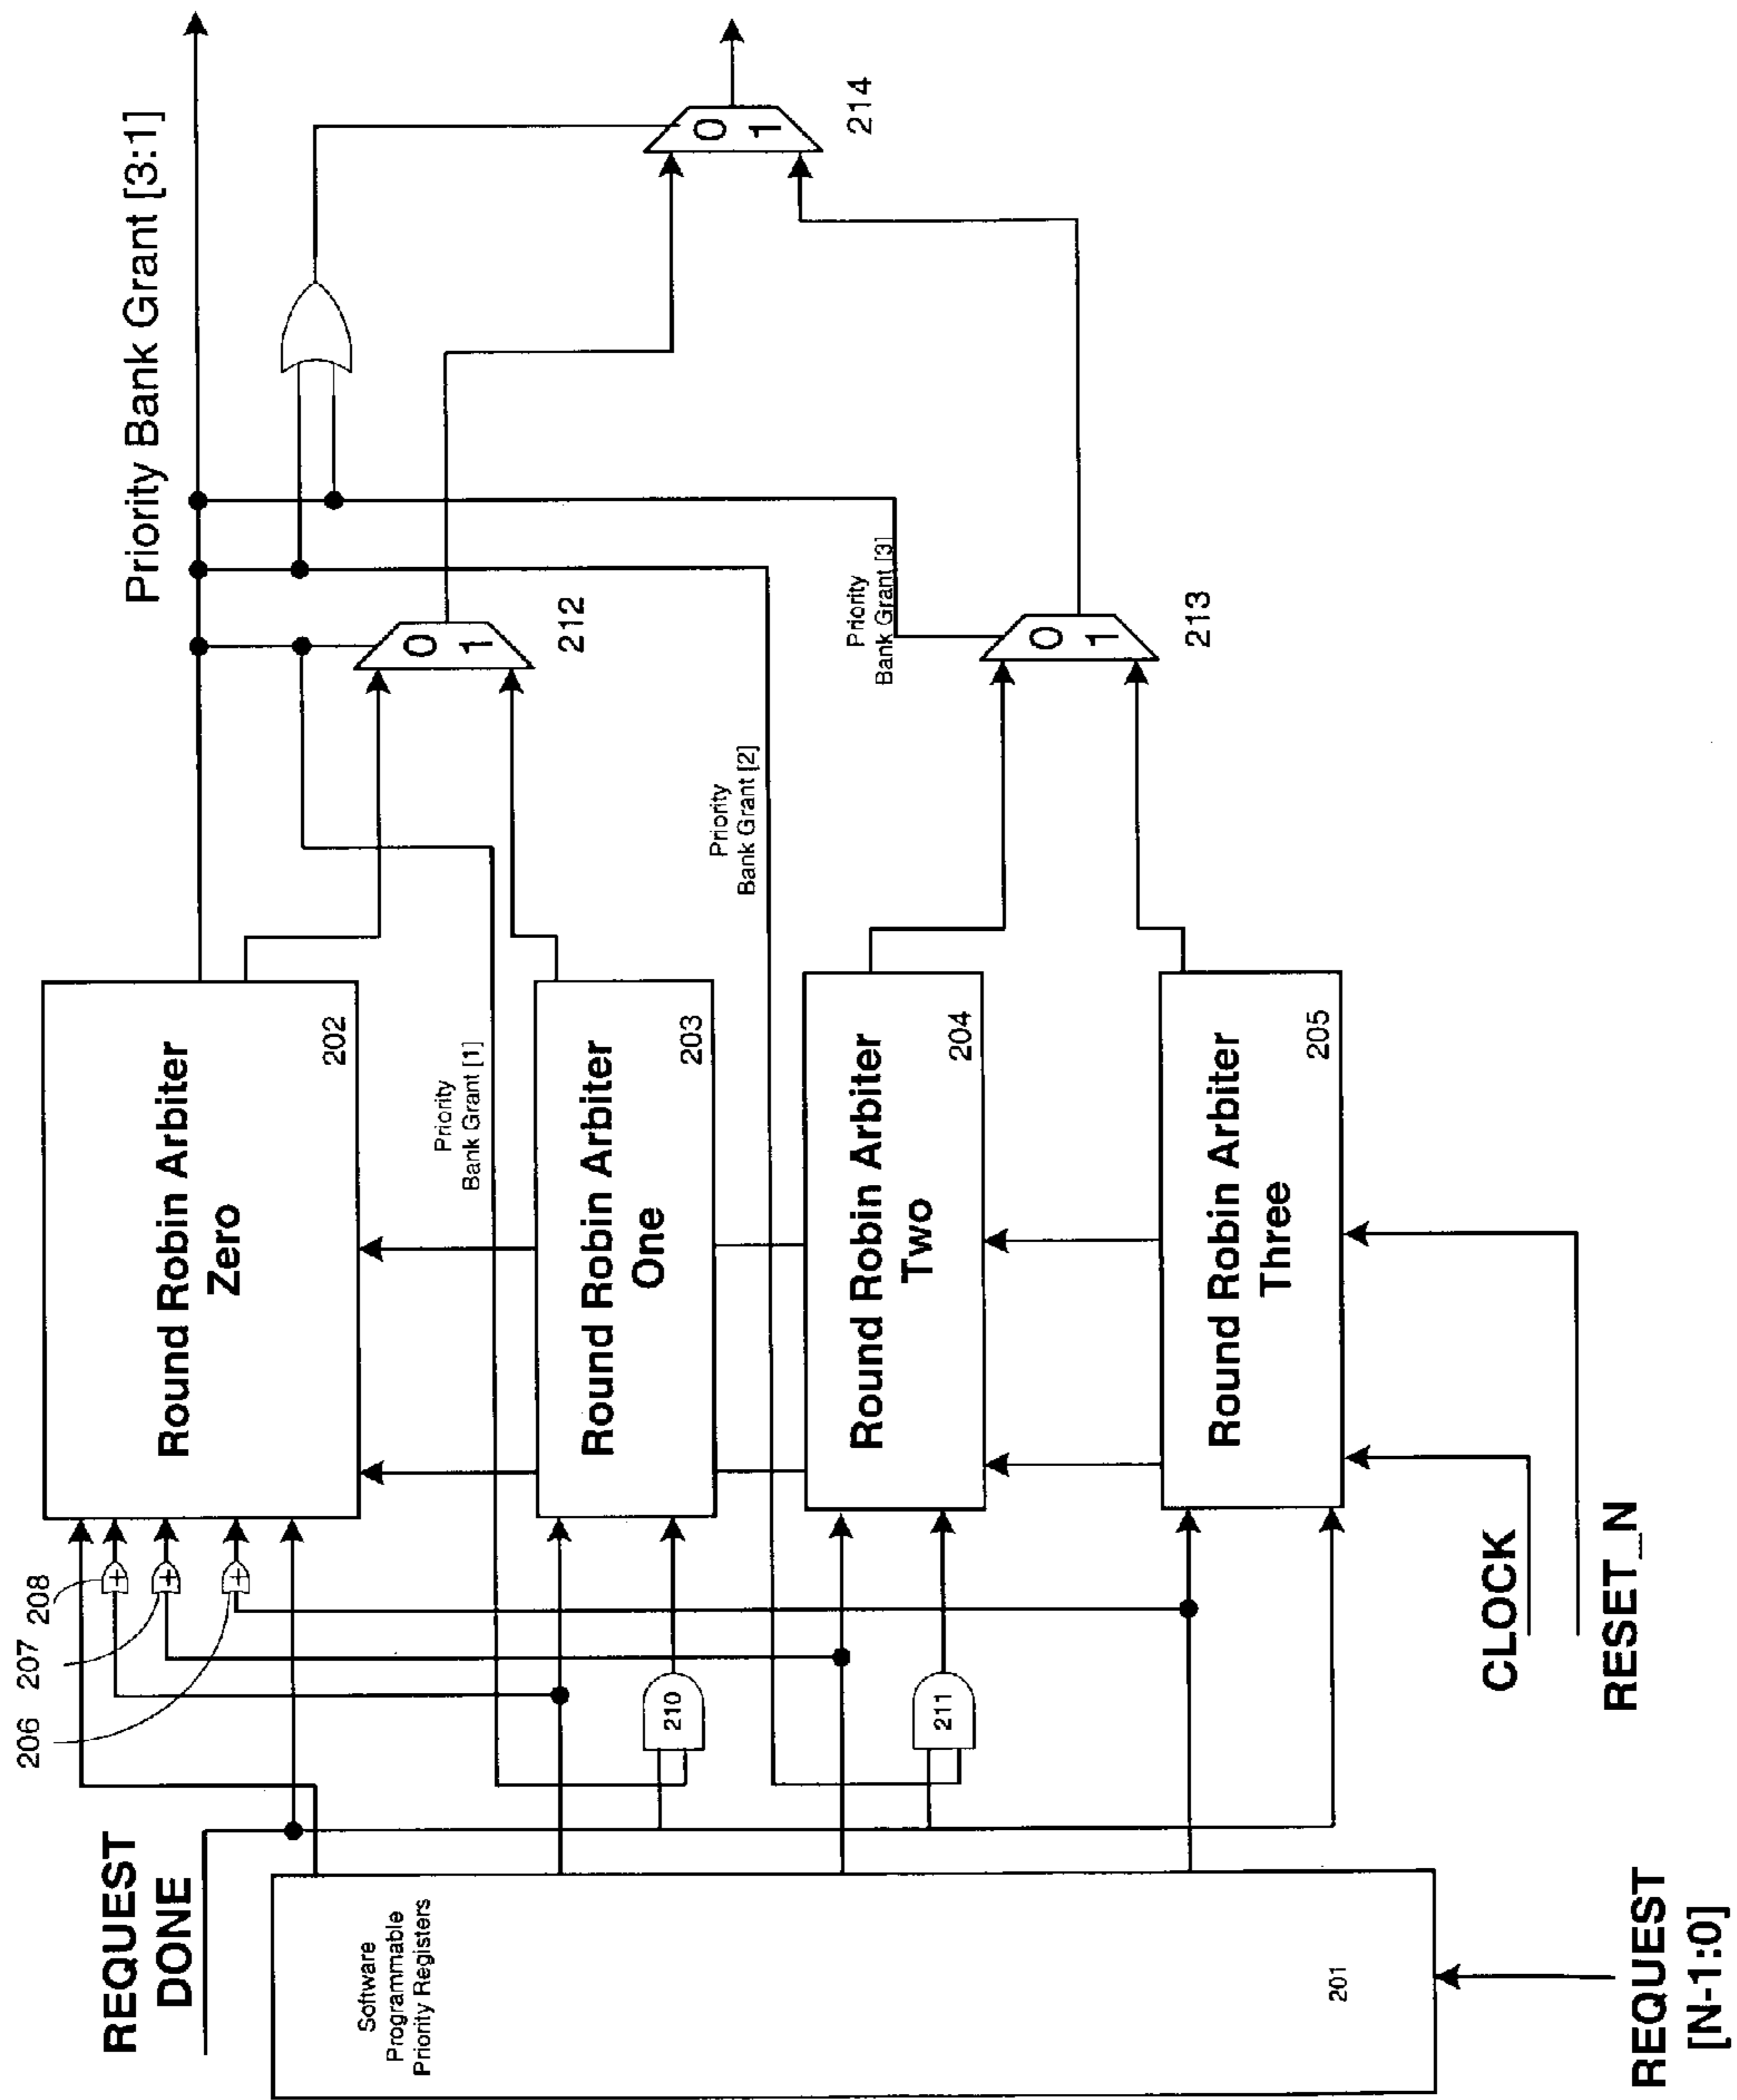 Priority Bank Grant [3:1]
208
207
206
REQUEST
DONE
Round Robin Arbiter
Zero
202
Priority
Bank Grant [1]
0
1
212
0
1
214
210
Round Robin Arbiter
One
203
Priority
Bank Grant [2]
Software
Programmable
Priority Registers
201
211
Round Robin Arbiter
Two
204
Priority
Bank Grant [3]
0
1
213
Round Robin Arbiter
Three
205
CLOCK
RESET_N
REQUEST
[N-1:0]
+
+
+